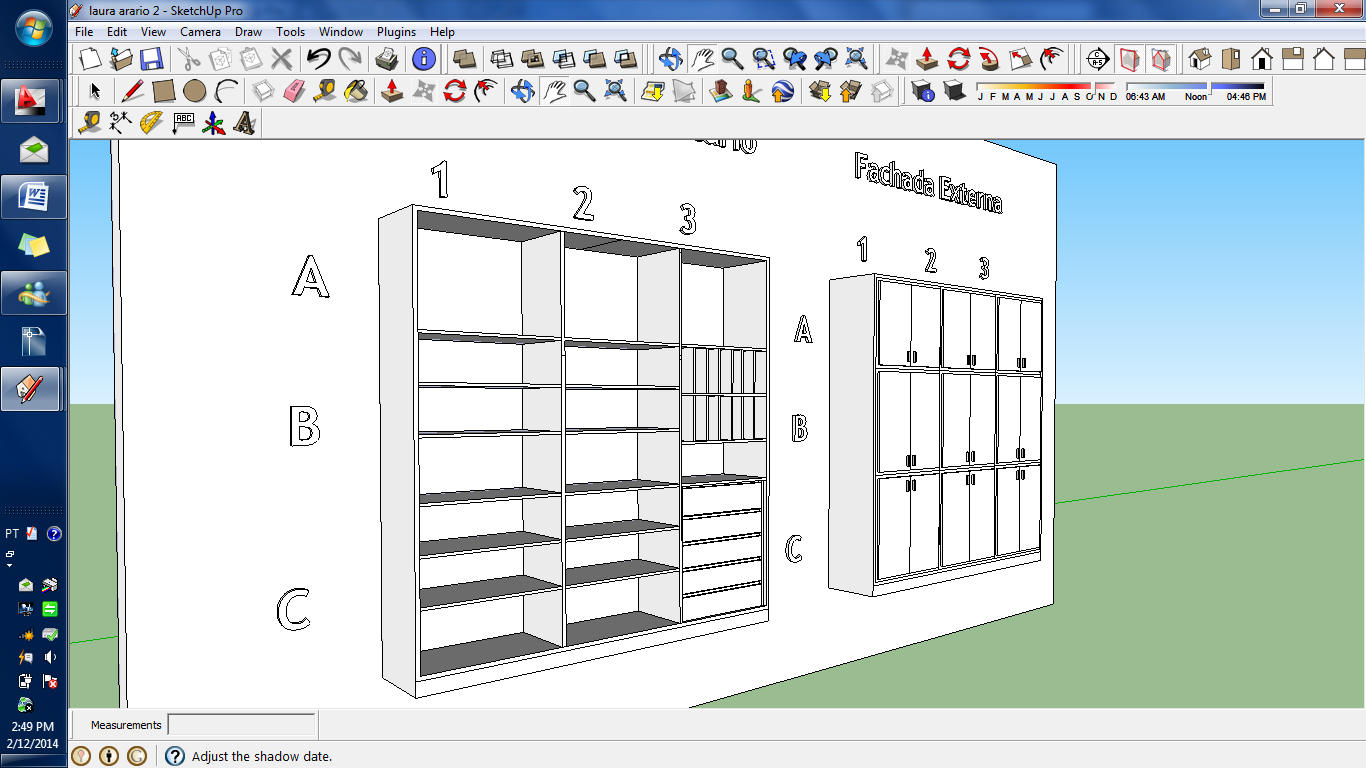 laura arario 2 - SketchUp Pro
File Edit View Camera Draw Tools Window Plugins Help
J F M A M J J A S O N D 06:43 AM Noon 04:46 PM
ABC
Fachada Externa
1 2 3
1 2 3
A
A
B
B
C
C
PT
2:49 PM
2/12/2014
Measurements
Adjust the shadow date.